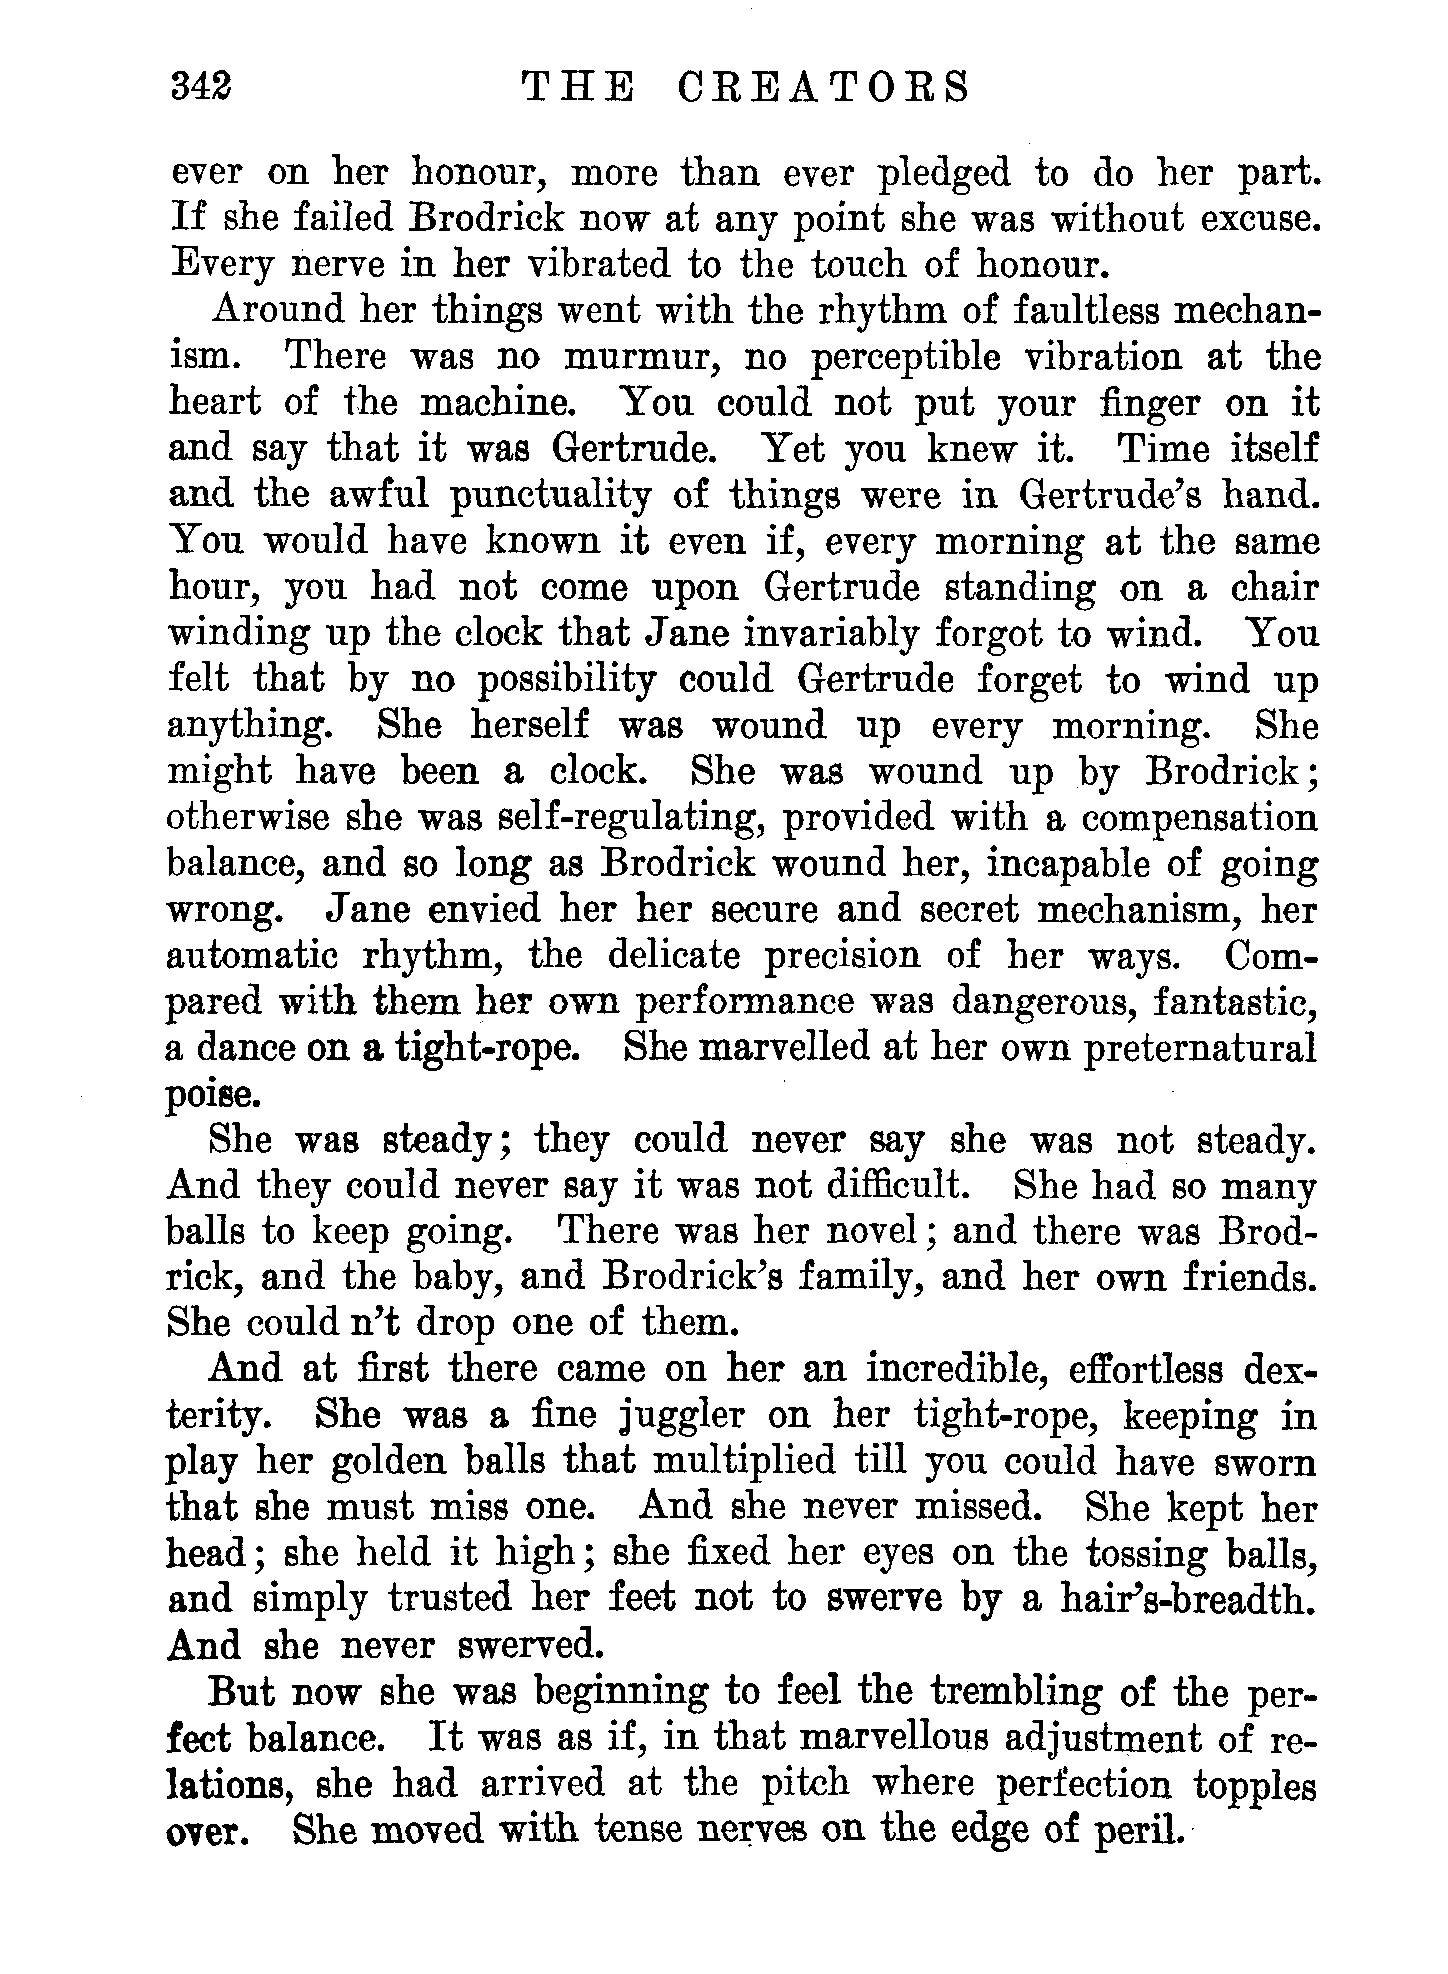 342 THE CREATORS
ever on her honour, more than ever pledged to do her part.
If she failed Brodrick now at any point she was without excuse.
Every nerve in her vibrated to the touch of honour.
Around her things went with the rhythm of faultless mechan-
ism. There was no murmur, no perceptible vibration at the
heart of the machine. You could not put your finger on it
and say that it was Gertrude. Yet you knew it. Time itself
and the awful punctuality of things were in Gertrude's hand.
You would have known it even if, every morning at the same
hour, you had not come upon Gertrude standing on a chair
winding up the clock that Jane invariably forgot to wind. You
felt that by no possibility could Gertrude forget to wind up
anything. She herself was wound up every morning. She
might have been a clock. She was wound up by Brodrick;
otherwise she was self-regulating, provided with a compensation
balance, and so long as Brodrick wound her, incapable of going
wrong. Jane envied her her secure and secret mechanism, her
automatic rhythm, the delicate precision of her ways. Com-
pared with them her own performance was dangerous, fantastic,
a dance on a tight-rope. She marvelled at her own preternatural
poise.
She was steady; they could never say she was not steady.
And they could never say it was not difficult. She had so many
balls to keep going. There was her novel; and there was Brod-
rick, and the baby, and Brodrick's family, and her own friends.
She could n't drop one of them.
And at first there came on her an incredible, effortless dex-
terity. She was a fine juggler on her tight-rope, keeping in
play her golden balls that multiplied till you could have sworn
that she must miss one. And she never missed. She kept her
head; she held it high; she fixed her eyes on the tossing balls,
and simply trusted her feet not to swerve by a hair's-breadth.
And she never swerved.
But now she was beginning to feel the trembling of the per-
fect balance. It was as if, in that marvellous adjustment of re-
lations, she had arrived at the pitch where perfection topples
over. She moved with tense nerves on the edge of peril.